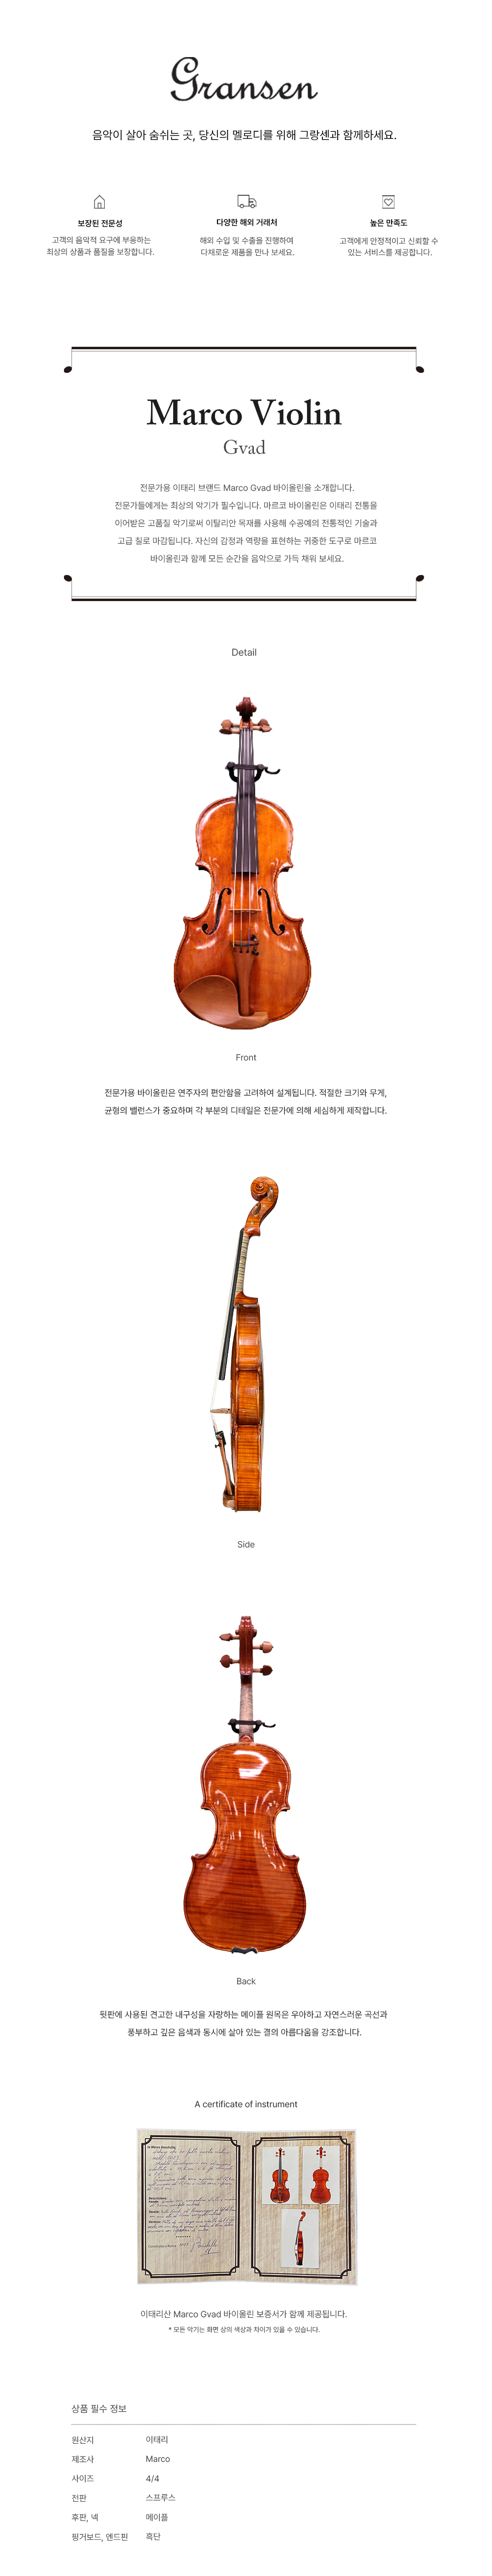 Gransen
음악이 살아 숨쉬는 곳, 당신의 멜로디를 위해 그랑센과 함께하세요.
보장된 전문성
고객의 음악적 요구에 부응하는
최상의 상품과 품질을 보장합니다.
다양한 해외 거래처
해외 수입 및 수출을 진행하여
다채로운 제품을 만나 보세요.
높은 만족도
고객에게 안정적이고 신뢰할 수
있는 서비스를 제공합니다.
Marco Violin
Gvad
전문가용 이태리 브랜드 Marco Gvad 바이올린을 소개합니다.
전문가들에게는 최상의 악기가 필수입니다. 마르코 바이올린은 이태리 전통을
이어받은 고품질 악기로써 이탈리안 목재를 사용해 수공예의 전통적인 기술과
고급 칠로 마감됩니다. 자신의 감정과 역량을 표현하는 귀중한 도구로 마르코
바이올린과 함께 모든 순간을 음악으로 가득 채워 보세요.
Detail
Front
전문가용 바이올린은 연주자의 편안함을 고려하여 설계됩니다. 적절한 크기와 무게,
균형의 밸런스가 중요하며 각 부분의 디테일은 전문가에 의해 세심하게 제작합니다.
Side
Back
뒷판에 사용된 견고한 내구성을 자랑하는 메이플 원목은 우아하고 자연스러운 곡선과
풍부하고 깊은 음색과 동시에 살아 있는 결의 아름다움을 강조합니다.
A certificate of instrument
이태리산 Marco Gvad 바이올린 보증서가 함께 제공됩니다.
* 모든 악기는 화면 상의 색상과 차이가 있을 수 있습니다.
상품 필수 정보
원산지 이태리
제조사 Marco
사이즈 4/4
전판 스프루스
후판, 넥 메이플
핑거보드, 엔드핀 흑단